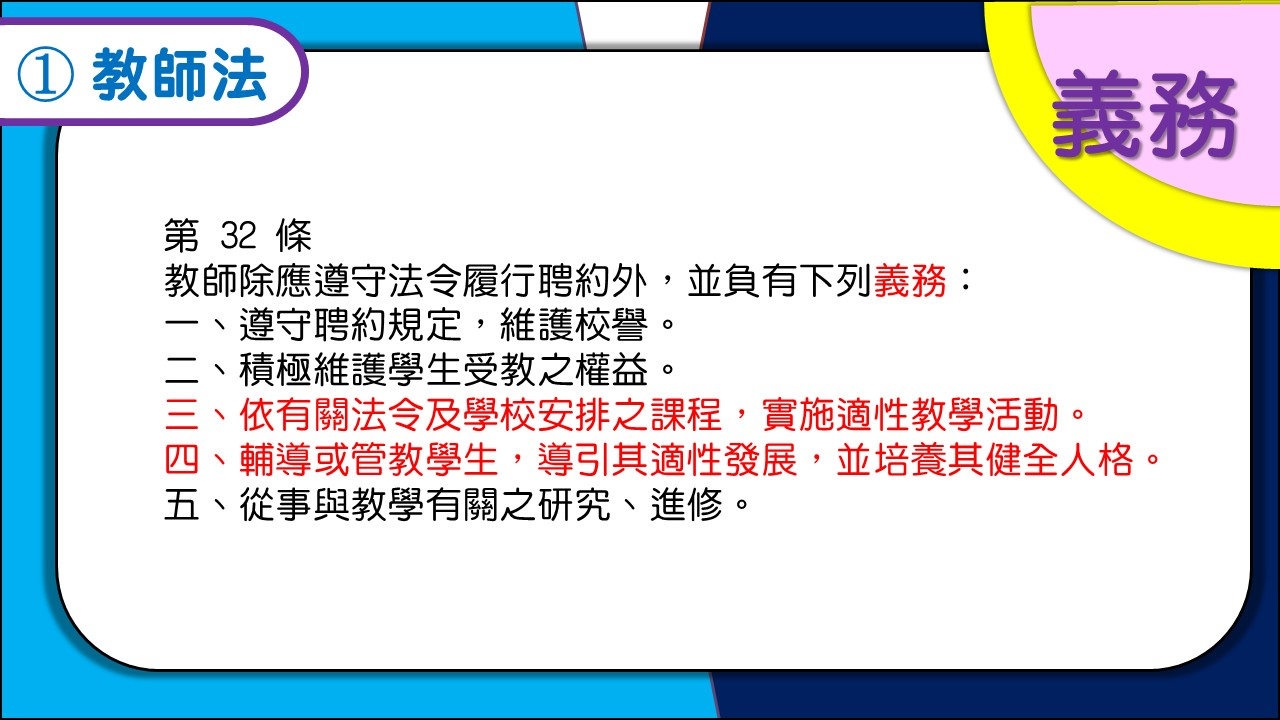 ① 教師法
義務
第 32 條
教師除應遵守法令履行聘約外，並負有下列義務：
一、遵守聘約規定，維護校譽。
二、積極維護學生受教之權益。
三、依有關法令及學校安排之課程，實施適性教學活動。
四、輔導或管教學生，導引其適性發展，並培養其健全人格。
五、從事與教學有關之研究、進修。